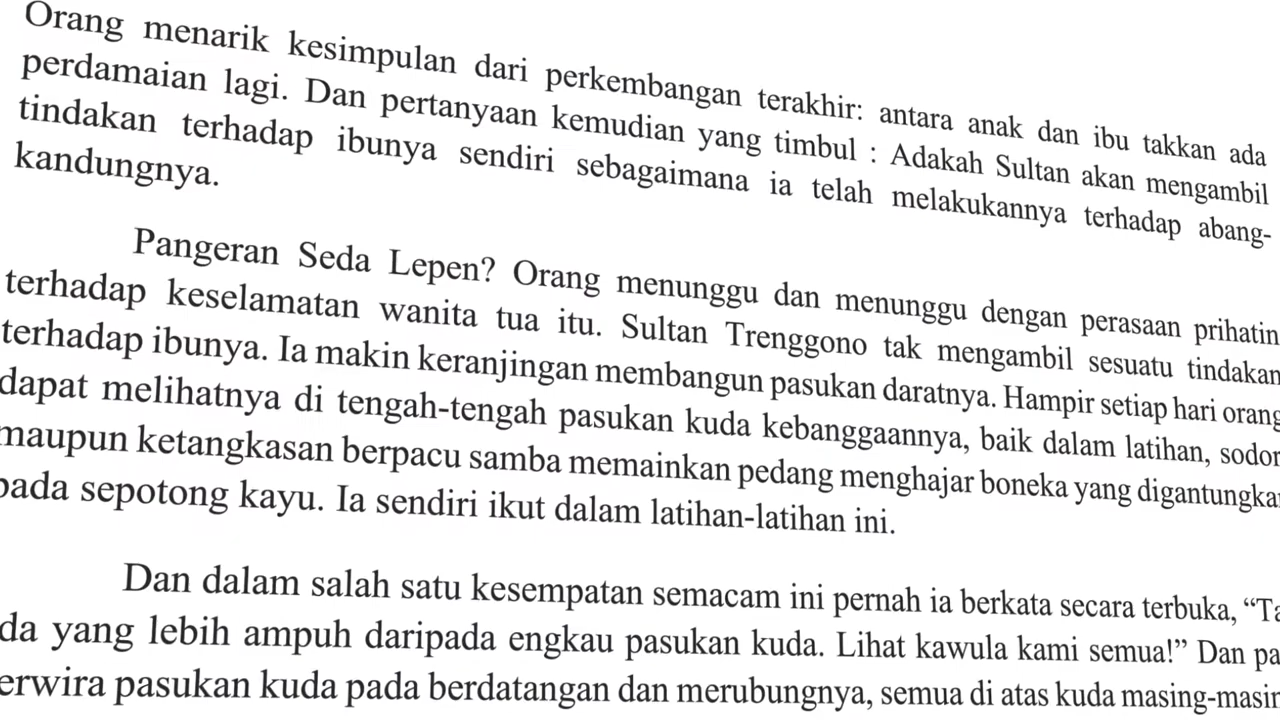 Orang menarik kesimpulan dari perkembangan terakhir: antara anak dan ibu takkan ada
perdamaian lagi. Dan pertanyaan kemudian yang timbul : Adakah Sultan akan mengambil
tindakan terhadap ibunya sendiri sebagaimana ia telah melakukannya terhadap abang-
kandungnya.
Pangeran Seda Lepen? Orang menunggu dan menunggu dengan perasaan prihatin
terhadap keselamatan wanita tua itu. Sultan Trenggono tak mengambil sesuatu tindakan
terhadap ibunya. Ia makin keranjingan membangun pasukan daratnya. Hampir setiap hari orang
dapat melihatnya di tengah-tengah pasukan kuda kebanggaannya, baik dalam latihan, sodor
maupun ketangkasan berpacu samba memainkan pedang menghajar boneka yang
pada sepotong kayu. Ia sendiri ikut dalam latihan-latihan ini.
Dan dalam salah satu kesempatan semacam ini pernah ia berkata secara terbuka,
yang lebih ampuh daripada engkau pasukan kuda. Lihat kawula kami semua!” Dan
pasukan kuda pada berdatangan dan merubungnya, semua di atas kuda